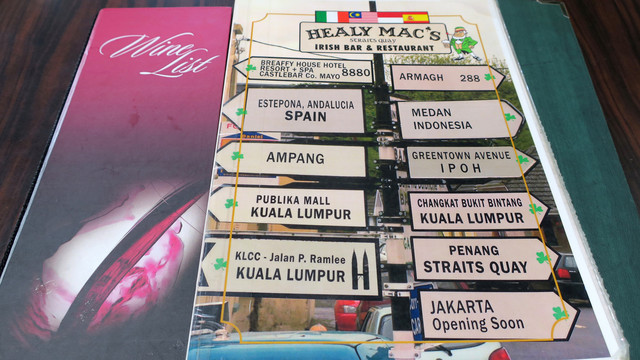 Wine
List
HEALY MAC's
STRAITS QUAY
IRISH BAR & RESTAURANT
BREAFFY HOUSE HOTEL
RESORT + SPA
CASTLEBAR Co. MAYO 8880
ESTEPONA, ANDALUCIA
SPAIN
AMPANG
PUBLIKA MALL
KUALA LUMPUR
KLCC - Jalan P. Ramlee
KUALA LUMPUR
ARMAGH 288
MEDAN
INDONESIA
GREENTOWN AVENUE
IPOH
CHANGKAT BUKIT BINTANG
KUALA LUMPUR
PENANG
STRAITS QUAY
JAKARTA
Opening Soon